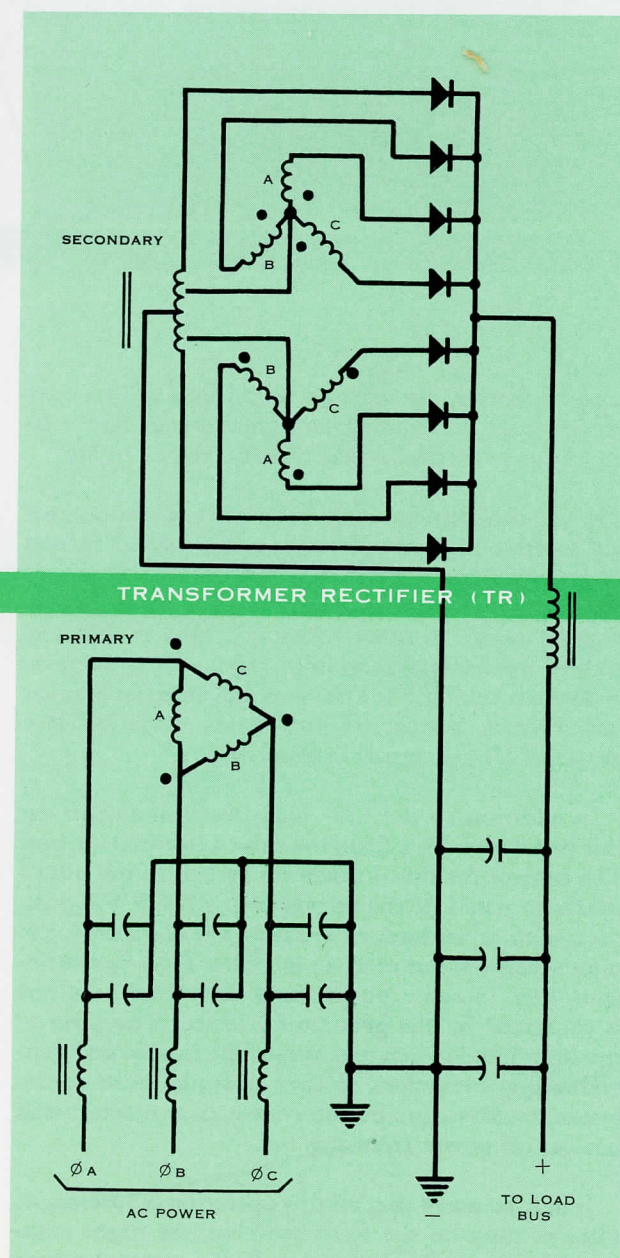 A
C
B
SECONDARY
B
C
A
TRANSFORMER RECTIFIER (TR)
PRIMARY
C
A
B
ØA ØB ØC
AC POWER
+
−
TO LOAD
BUS